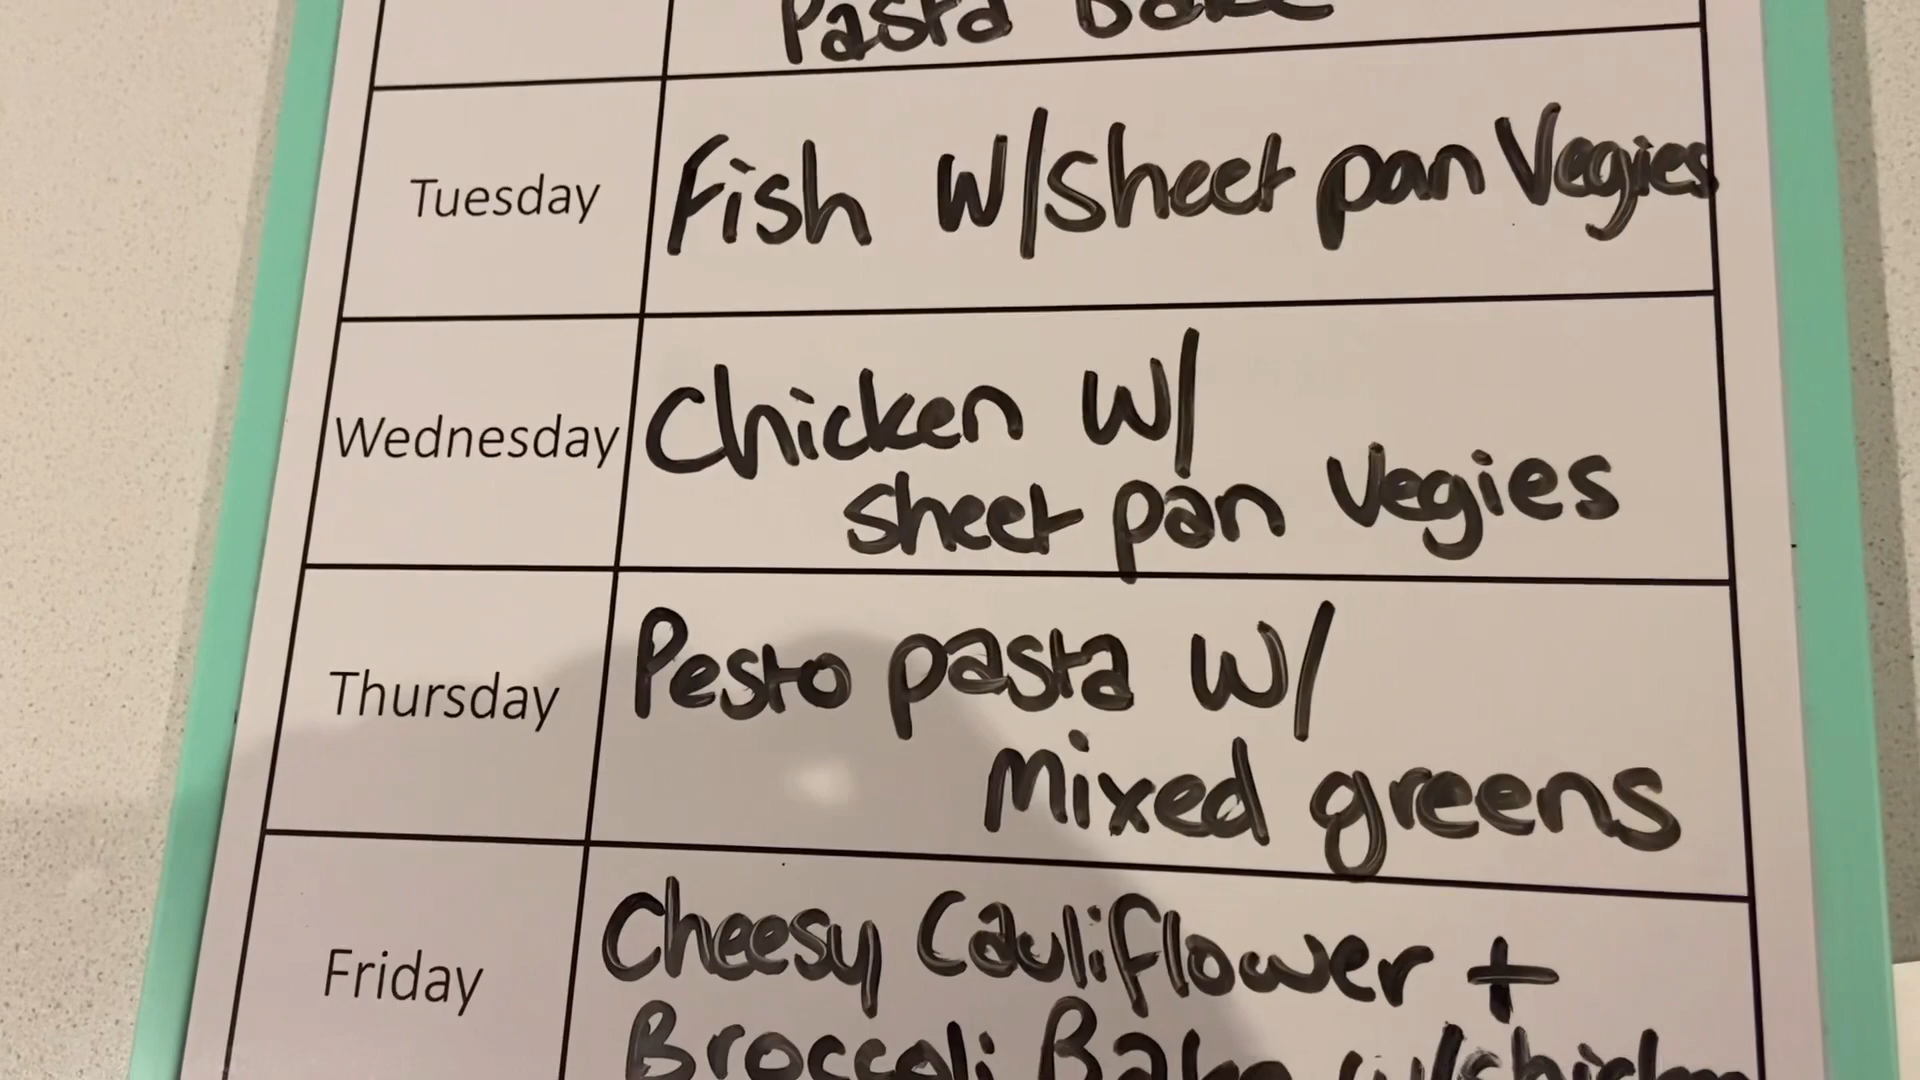 Pasta Bake
Tuesday
Fish W/Sheet pan Vegies
Wednesday
Chicken W/
Sheet pan Vegies
Thursday
Pesto pasta W/
Mixed greens
Friday
Cheesy Cauliflower +
Broccoli Bake w/chicken